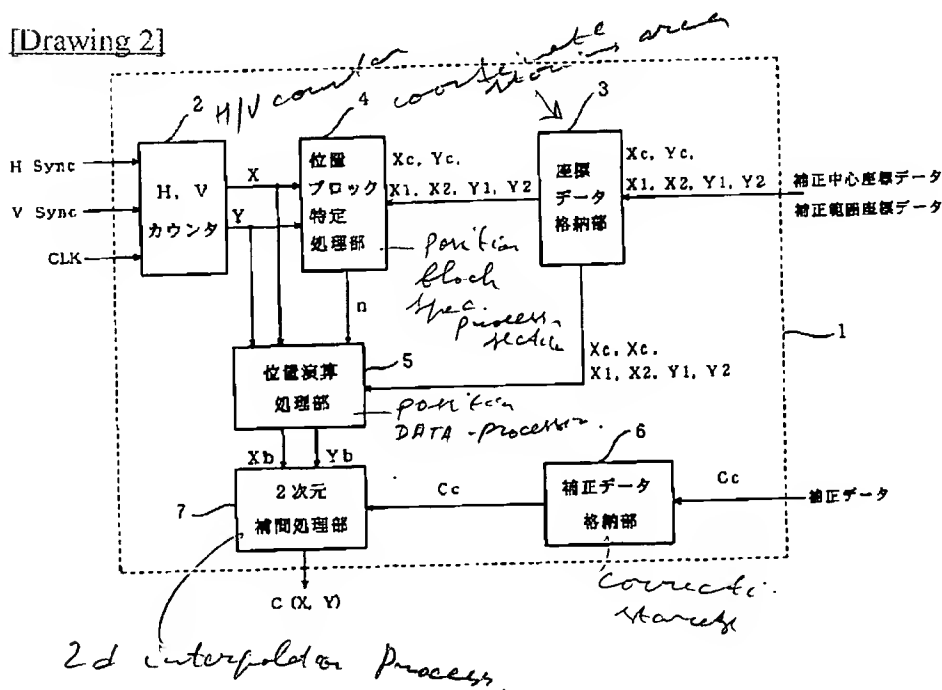 [Drawing 2]
H/V counter
coordinate
storing area
2
4
3
H Sync
V Sync
CLK
H, V
カウンタ
X
Y
位置
ブロック
特定
処理部
Xc, Yc,
X1, X2, Y1, Y2
座標
データ
格納部
Xc, Yc,
X1, X2, Y1, Y2
補正中心座標データ
補正範囲座標データ
position
block
spec.
process
section
n
1
位置演算
処理部
5
Xc, Xc,
X1, X2, Y1, Y2
position
DATA-processin.
Xb
Yb
6
7
2次元
補間処理部
Cc
補正データ
格納部
Cc
補正データ
C (X, Y)
correcti.
storage
2d interpolation Process.